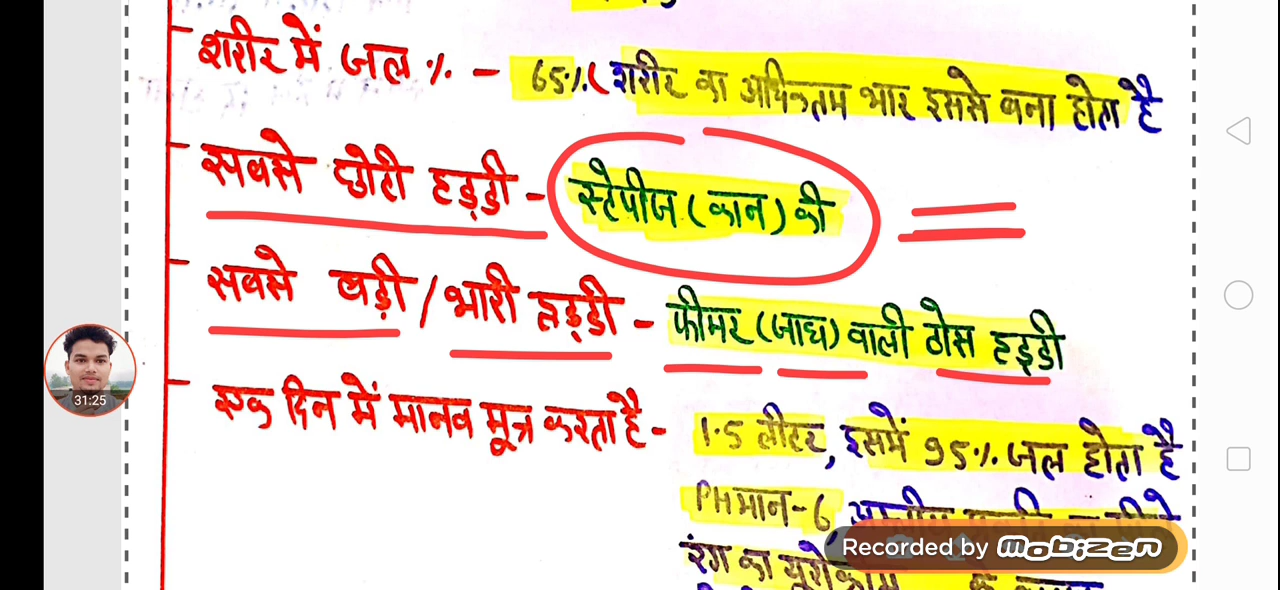 शरीर में जल % - 65%( शरीर का अधिकतम भार इससे बना होता है
सबसे छोटी हड्डी - स्टेपीज (कान) की
सबसे बड़ी / भारी हड्डी - फीमर (जाघ) वाली ठोस हड्डी
31:25
एक दिन में मानव मूत्र करता है - 1.5 लीटर, इसमें 95% जल होता है
PH मान - 6
Recorded by mobizen
रंग का